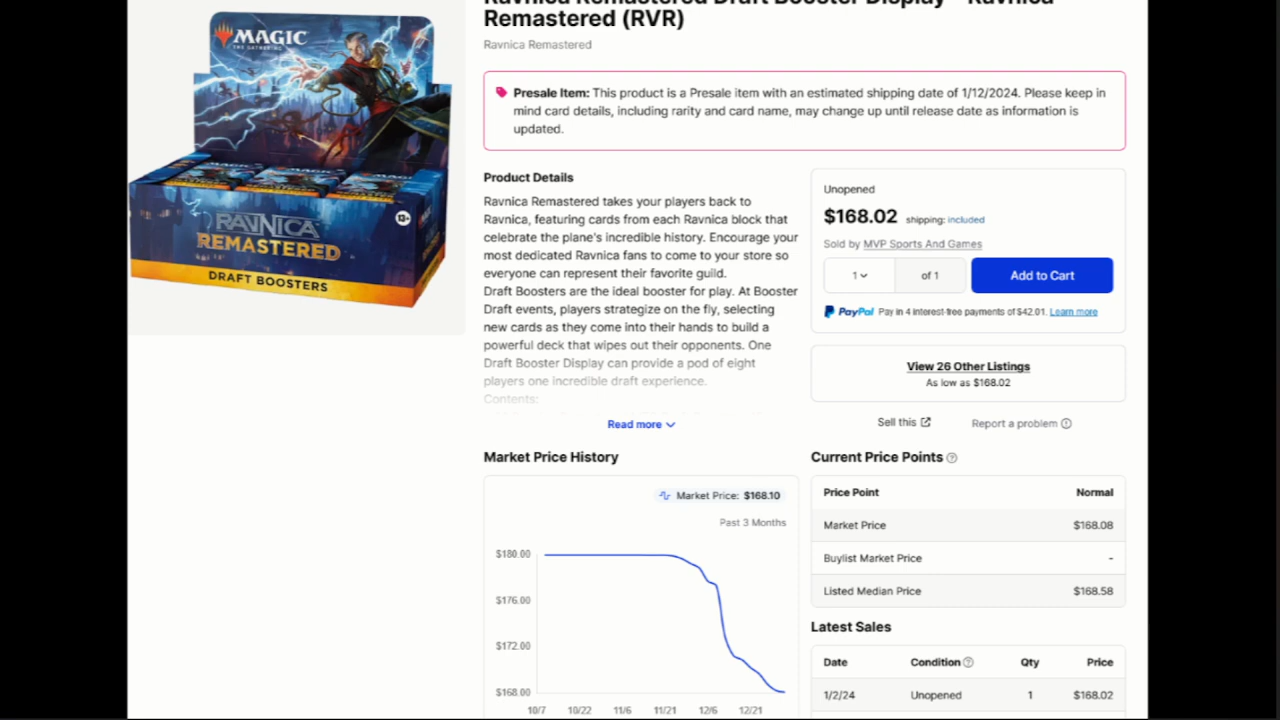 Ravnica Remastered Draft Booster Display - Ravnica
Remastered (RVR)
Ravnica Remastered
Presale Item: This product is a Presale item with an estimated shipping date of 1/12/2024. Please keep in
mind card details, including rarity and card name, may change up until release date as information is
updated.
MAGIC
THE GATHERING
RAVNICA
REMASTERED
DRAFT BOOSTERS
13+
MAGIC
MAGIC
MAGIC
Product Details
Ravnica Remastered takes your players back to
Ravnica, featuring cards from each Ravnica block that
celebrate the plane's incredible history. Encourage your
most dedicated Ravnica fans to come to your store so
everyone can represent their favorite guild.
Draft Boosters are the ideal booster for play. At Booster
Draft events, players strategize on the fly, selecting
new cards as they come into their hands to build a
powerful deck that wipes out their opponents. One
Draft Booster Display can provide a pod of eight
players one incredible draft experience.
Contents:
Read more
Unopened
$168.02 shipping: included
Sold by MVP Sports And Games
1 of 1 Add to Cart
PayPal Pay in 4 interest-free payments of $42.01. Learn more
View 26 Other Listings
As low as $168.02
Sell this Report a problem
Market Price History
Market Price: $168.10
Past 3 Months
$180.00
$176.00
$172.00
$168.00
10/7 10/22 11/6 11/21 12/6 12/21
Current Price Points
Price Point Normal
Market Price $168.08
Buylist Market Price -
Listed Median Price $168.58
Latest Sales
Date Condition Qty Price
1/2/24 Unopened 1 $168.02